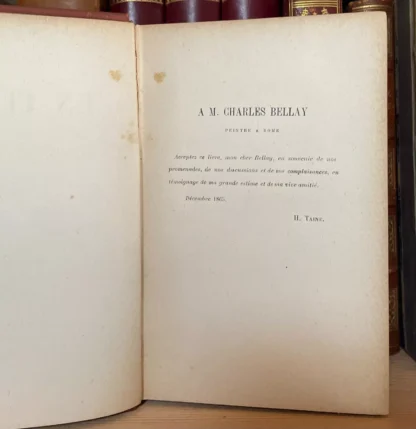 A M. CHARLES BELLAY
PEINTRE A ROME
Acceptez ce livre, mon cher Bellay, en souvenir de nos
promenades, de nos discussions et de vos complaisances, en
témoignage de ma grande estime et de ma vive amitié.
Décembre 1865.
H. TAINE.